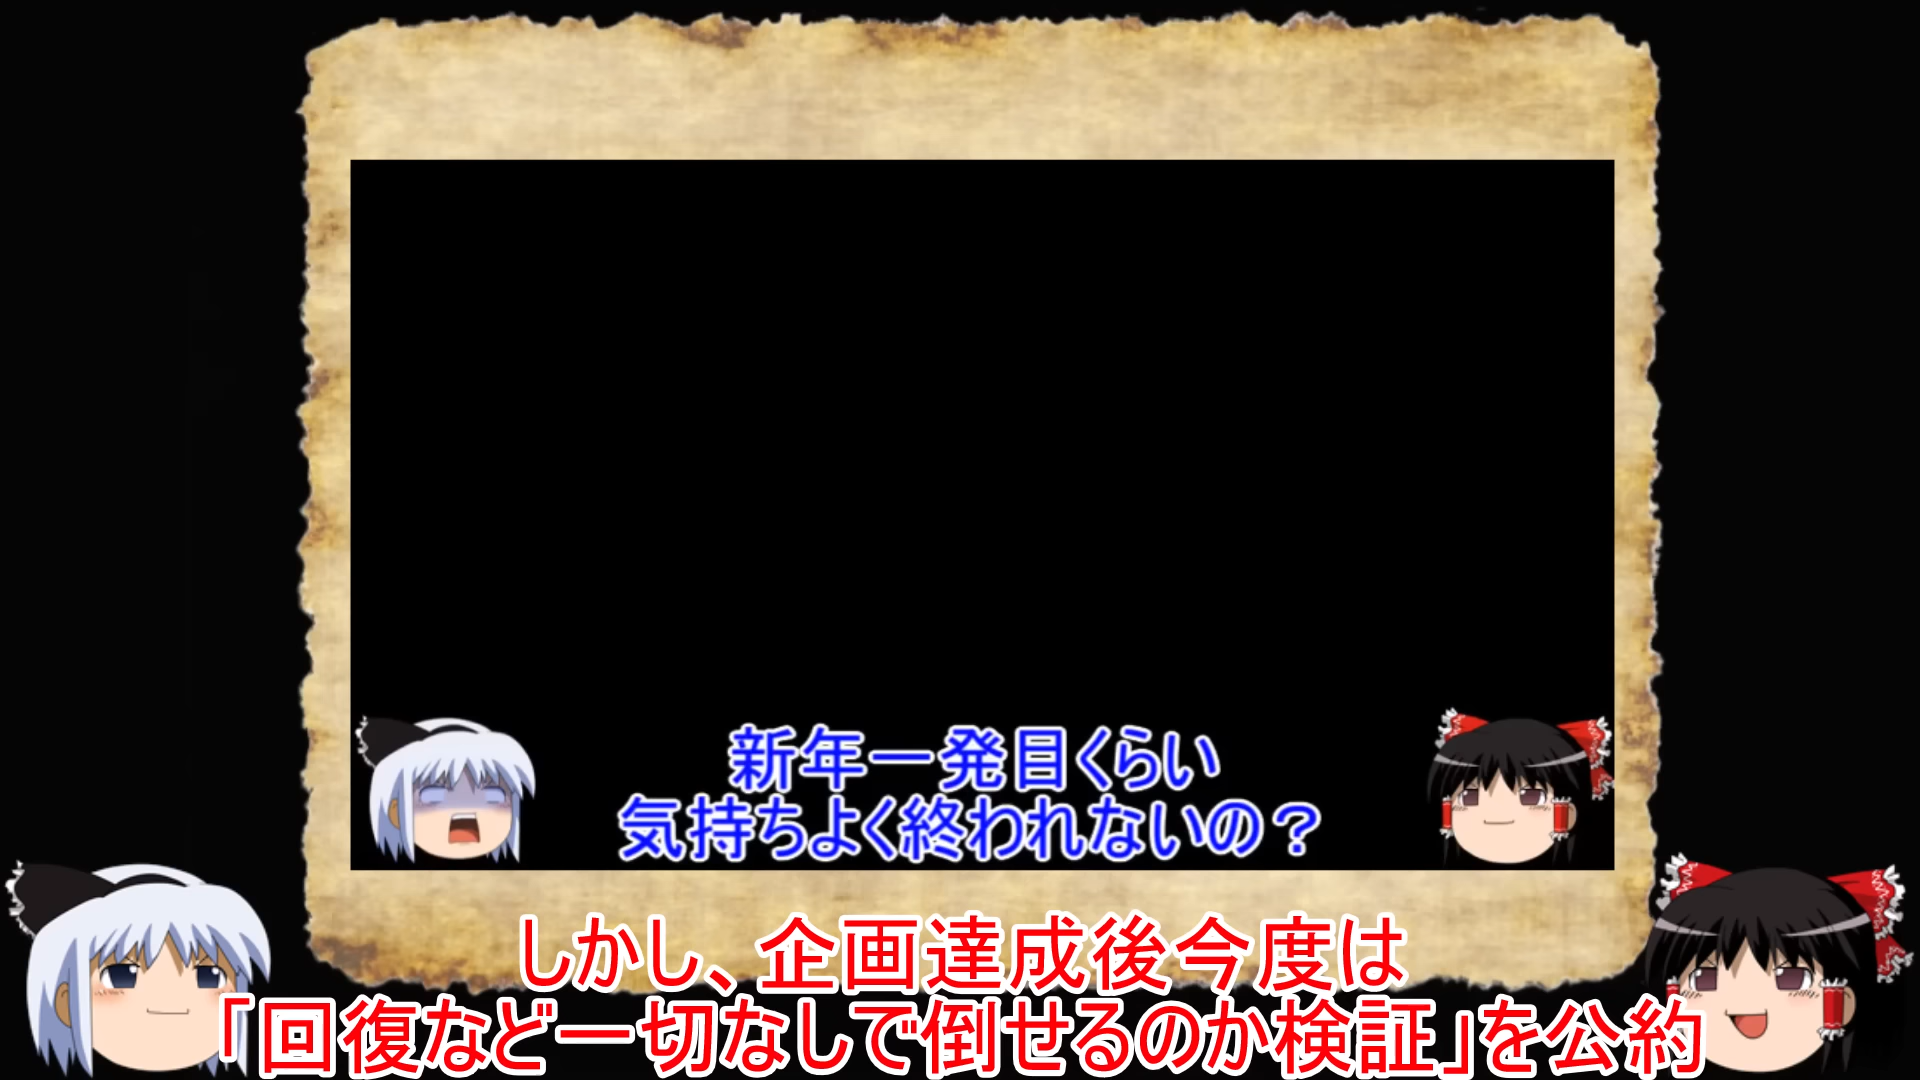 新年一発目くらい
気持ちよく終われないの？
しかし、企画達成後今度は
「回復など一切なしで倒せるのか検証」を公約